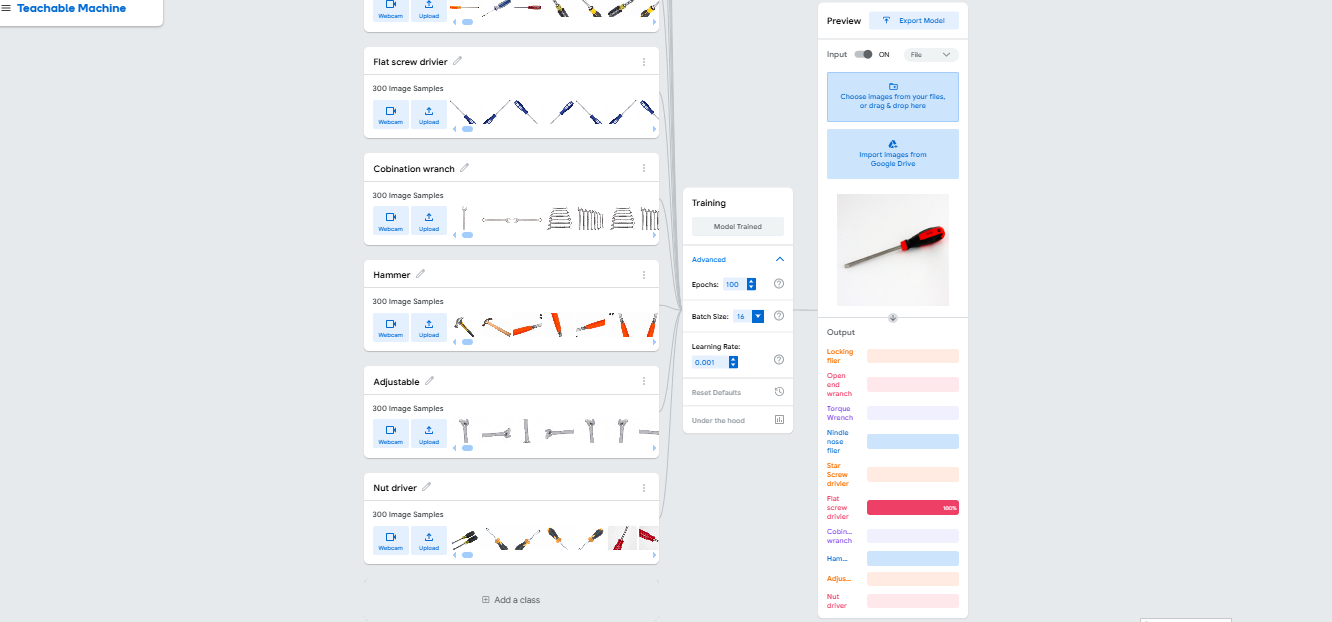 Teachable Machine
Webcam
Upload
Flat screw drivier
300 Image Samples
Webcam
Upload
Cobination wranch
300 Image Samples
Webcam
Upload
Hammer
300 Image Samples
Webcam
Upload
Adjustable
300 Image Samples
Webcam
Upload
Nut driver
300 Image Samples
Webcam
Upload
Add a class
Training
Model Trained
Advanced
Epochs: 100
Batch Size: 16
Learning Rate:
0.001
Reset Defaults
Under the hood
Preview
Export Model
Input
ON
File
Choose images from your files,
or drag & drop here
Import images from
Google Drive
Output
Locking
flier
Open
end
wranch
Torque
Wrench
Nindle
nose
flier
Star
Screw
drivier
Flat
screw
drivier
100%
Cobin...
wranch
Ham...
Adjus...
Nut
driver